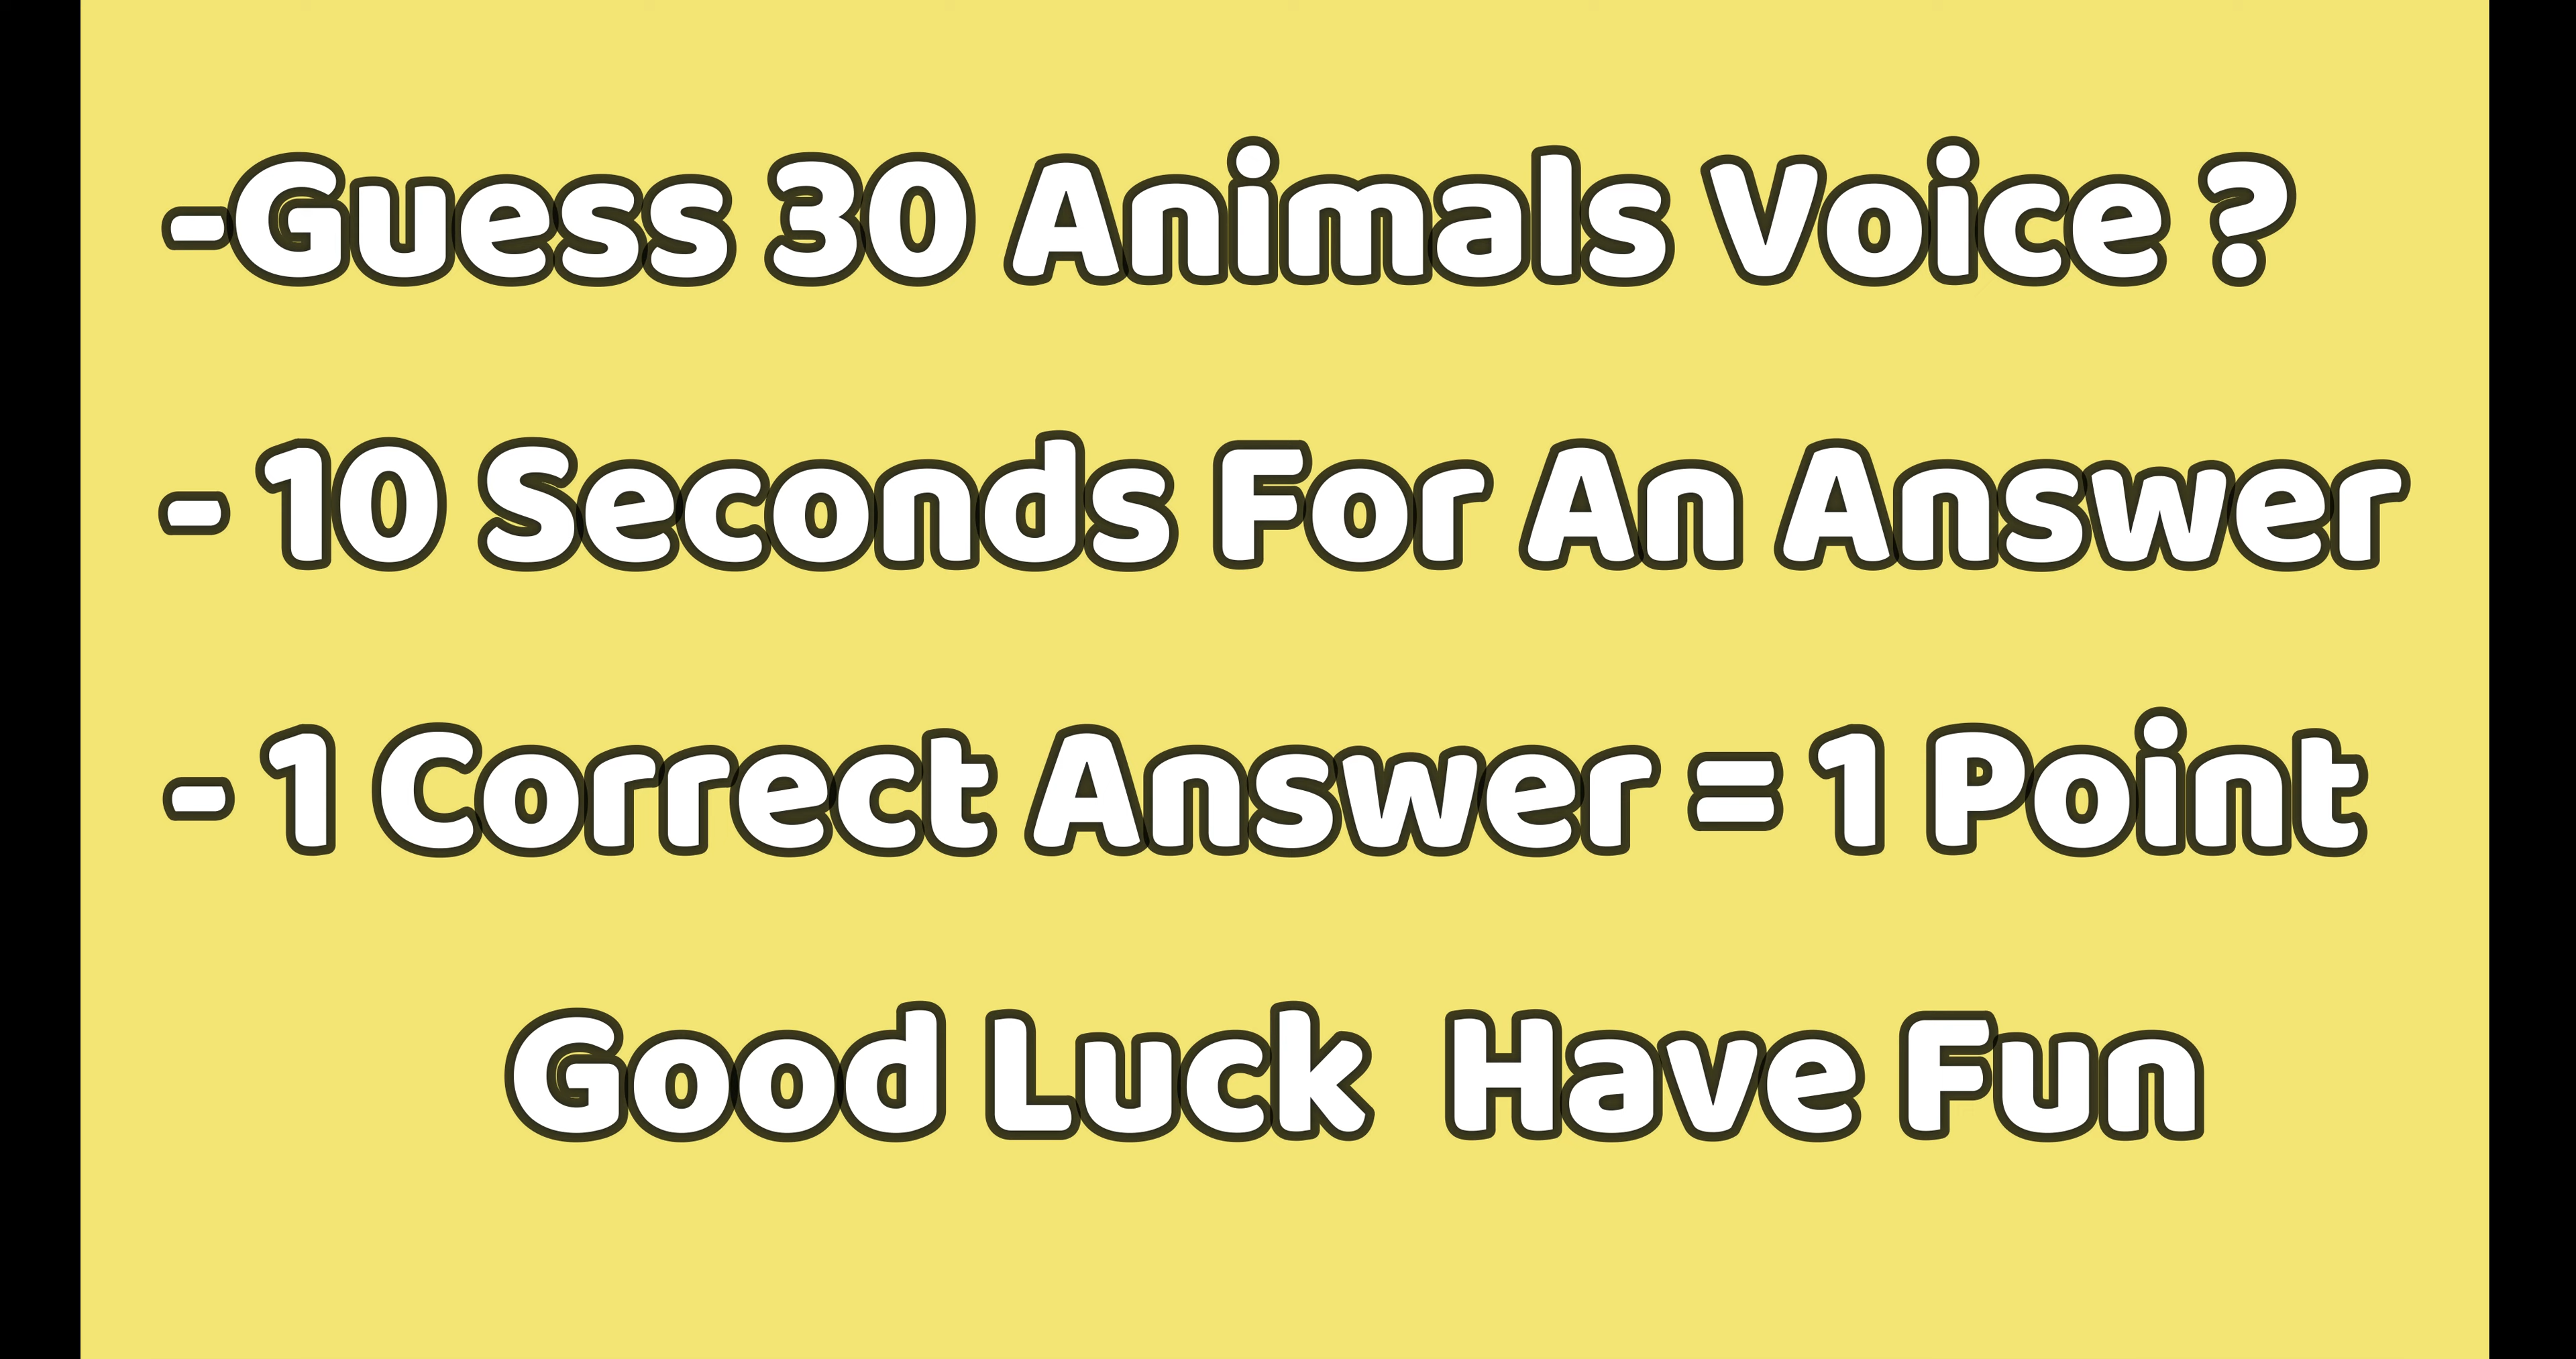 -Guess 30 Animals Voice ?
- 10 Seconds For An Answer
- 1 Correct Answer = 1 Point
Good Luck  Have Fun